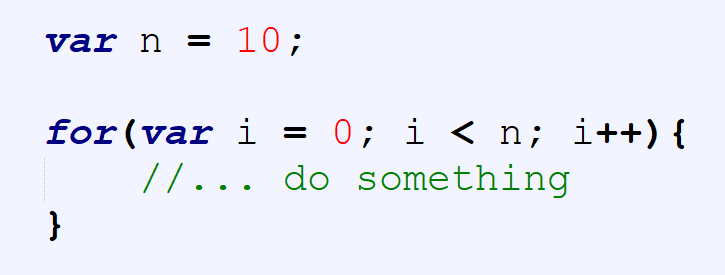 var n = 10;
for(var i = 0; i < n; i++){
//... do something
}